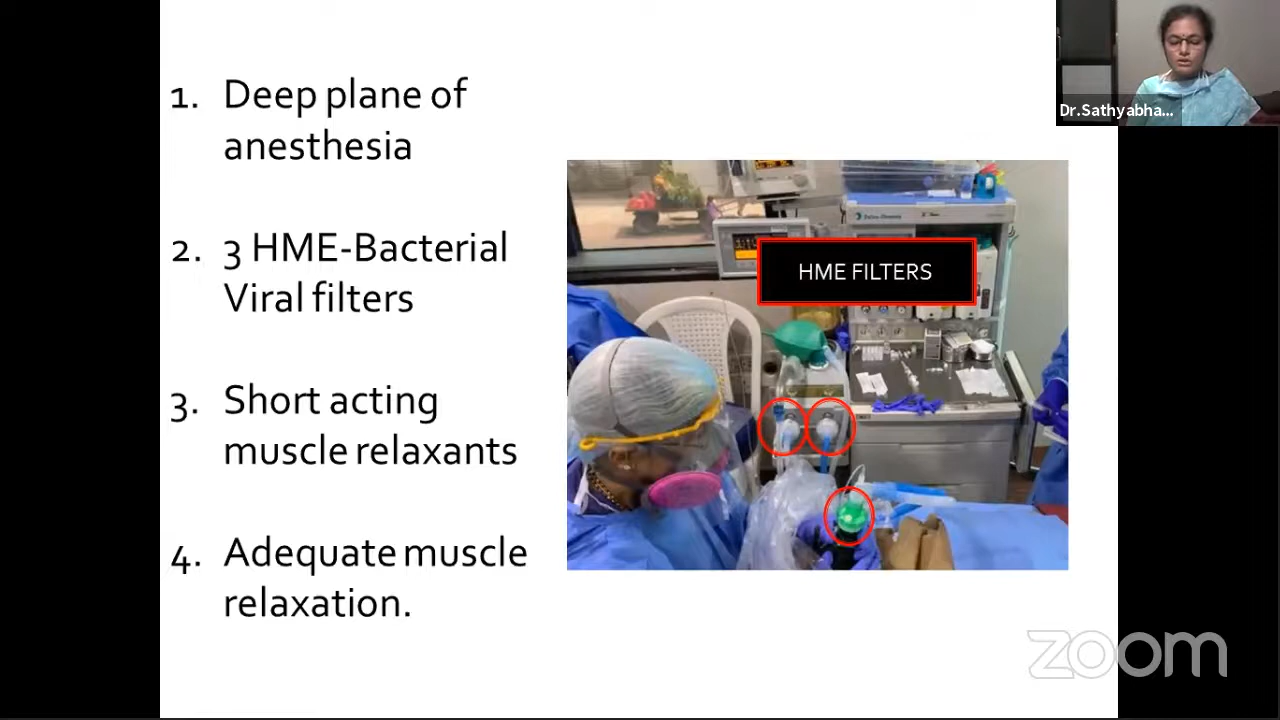 1. Deep plane of
anesthesia
2. 3 HME-Bacterial
Viral filters
3. Short acting
muscle relaxants
4. Adequate muscle
relaxation.
HME FILTERS
Dr.Sathyabha...
zoom